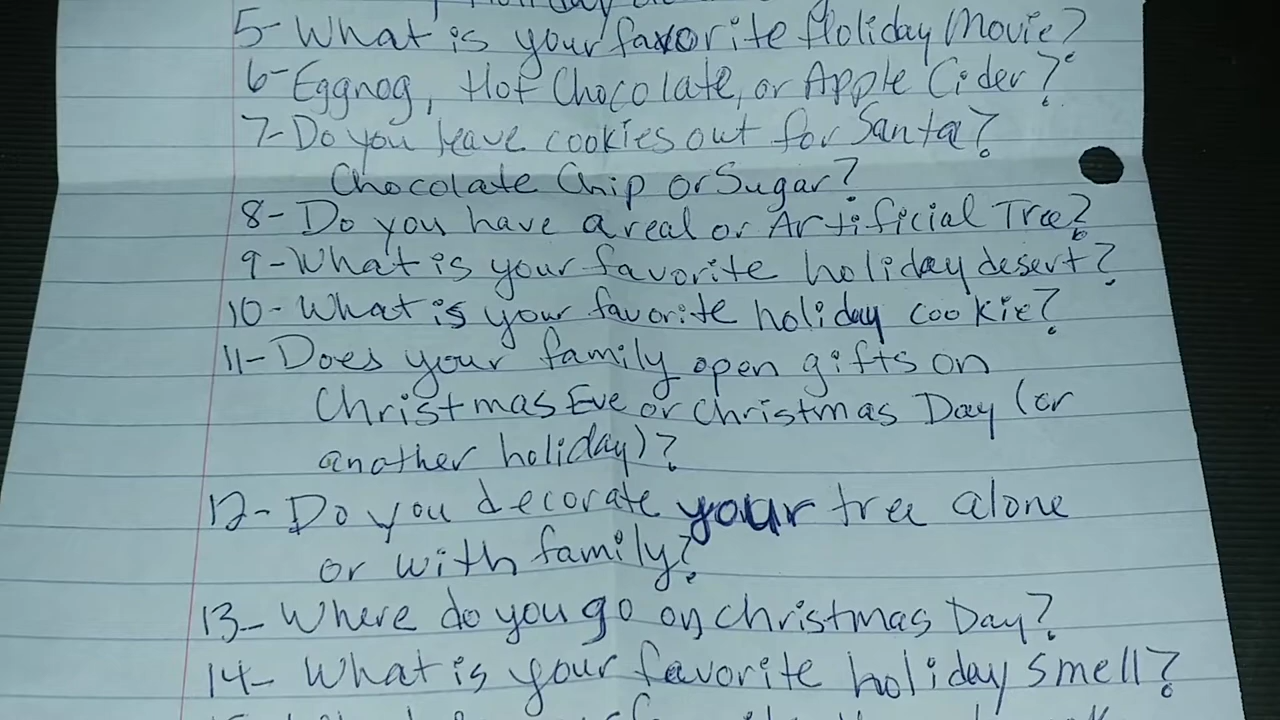 Holiday
5-What is your favorite Holiday Movie?
6-Eggnog, Hot Chocolate, or Apple Cider?
7-Do you leave cookies out for Santa?
Chocolate Chip or Sugar?
8-Do you have a real or Artificial Tree?
9-What is your favorite holiday desert?
10-What is your favorite holiday cookie?
11-Does your family open gifts on
Christmas Eve or Christmas Day (or
another holiday)?
12-Do you decorate your tree alone
or with family?
13-Where do you go on Christmas Day?
14-What is your favorite holiday smell?